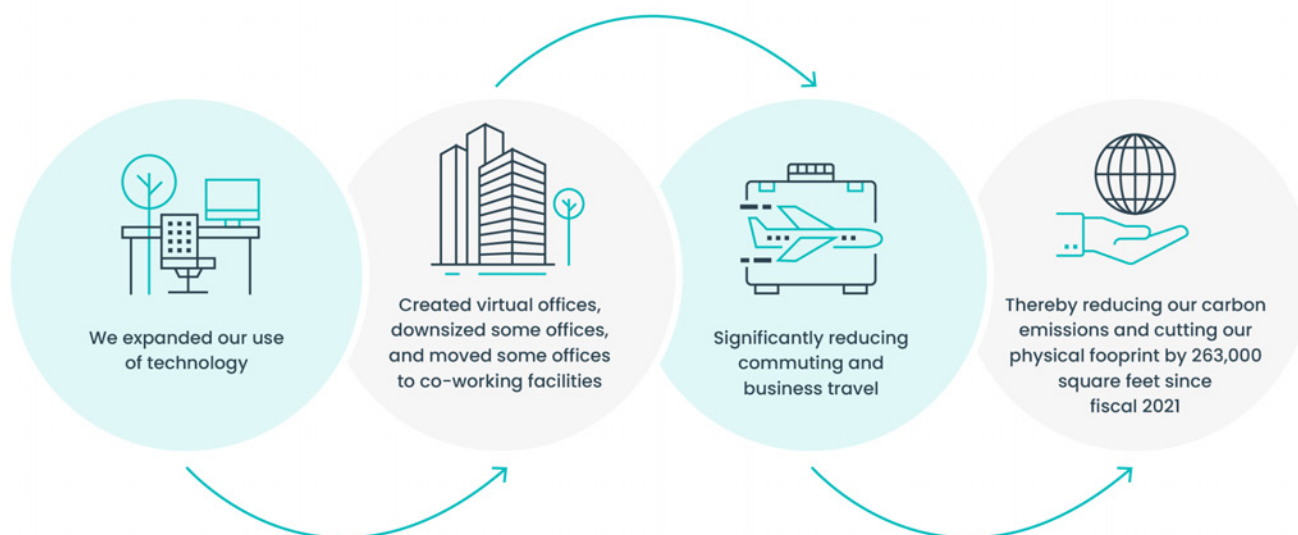 We expanded our use
of technology
Created virtual offices,
downsized some offices,
and moved some offices
to co-working facilities
Significantly reducing
commuting and
business travel
Thereby reducing our carbon
emissions and cutting our
physical fooprint by 263,000
square feet since
fiscal 2021